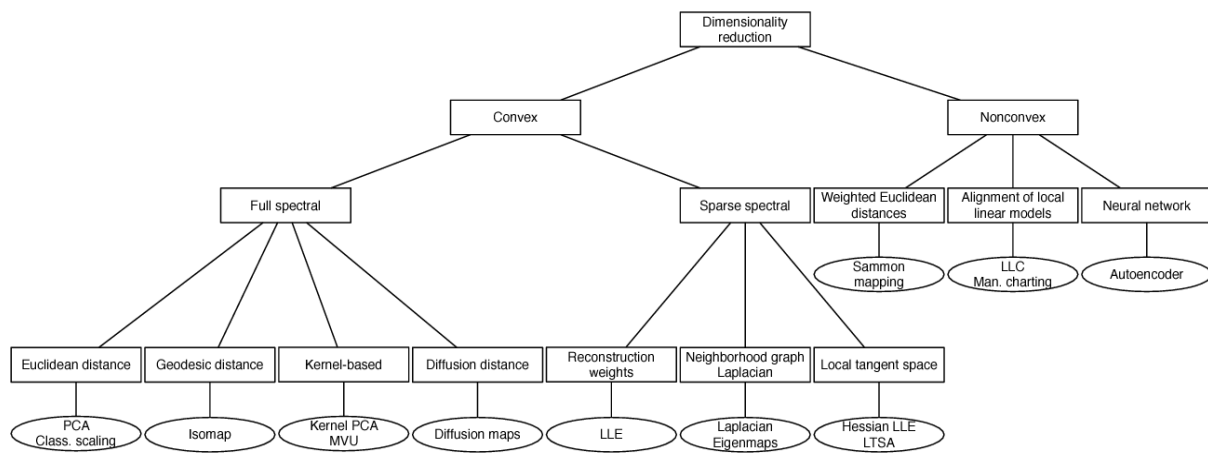 Dimensionality
reduction
Convex
Nonconvex
Full spectral
Sparse spectral
Weighted Euclidean
distances
Alignment of local
linear models
Neural network
Sammon
mapping
LLC
Man. charting
Autoencoder
Euclidean distance
Geodesic distance
Kernel-based
Diffusion distance
Reconstruction
weights
Neighborhood graph
Laplacian
Local tangent space
PCA
Class. scaling
Isomap
Kernel PCA
MVU
Diffusion maps
LLE
Laplacian
Eigenmaps
Hessian LLE
LTSA